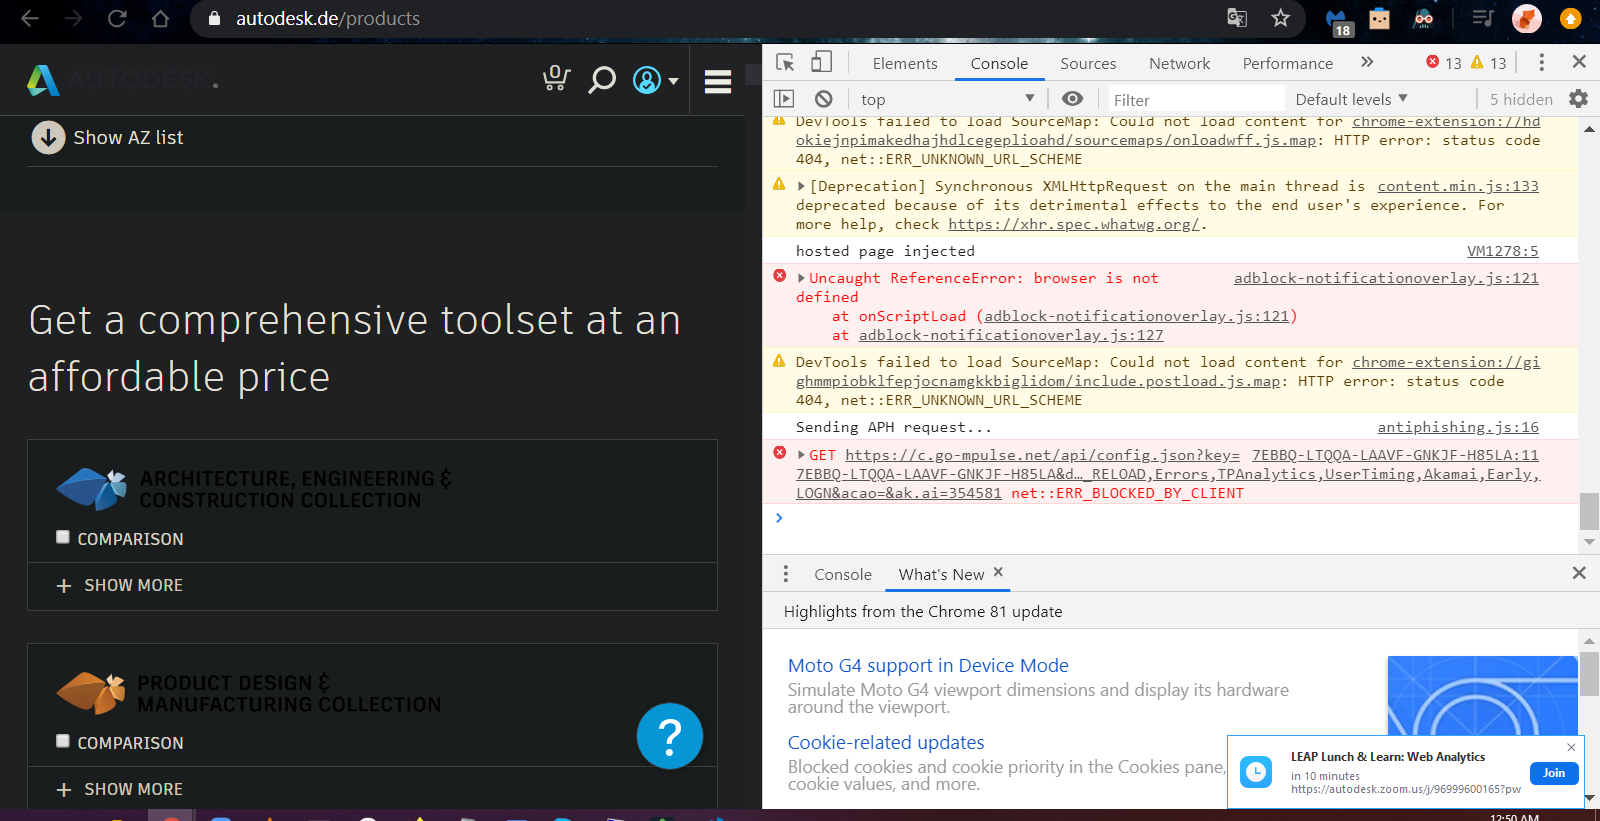 autodesk.de/products
18
AUTODESK
0
Show AZ list
Get a comprehensive toolset at an
affordable price
ARCHITECTURE, ENGINEERING &
CONSTRUCTION COLLECTION
COMPARISON
+ SHOW MORE
PRODUCT DESIGN &
MANUFACTURING COLLECTION
COMPARISON
+ SHOW MORE
?
Elements Console Sources Network Performance » 13 13
top Filter Default levels 5 hidden
DevTools failed to load SourceMap: Could not load content for chrome-extension://hd
okiejnpimakedhajhdlcegeplioahd/sourcemaps/onloadwff.js.map: HTTP error: status code
404, net::ERR_UNKNOWN_URL_SCHEME
[Deprecation] Synchronous XMLHttpRequest on the main thread is content.min.js:133
deprecated because of its detrimental effects to the end user's experience. For
more help, check https://xhr.spec.whatwg.org/.
hosted page injected VM1278:5
Uncaught ReferenceError: browser is not adblock-notificationoverlay.js:121
defined
at onScriptLoad (adblock-notificationoverlay.js:121)
at adblock-notificationoverlay.js:127
DevTools failed to load SourceMap: Could not load content for chrome-extension://gi
ghmmpiobklfepjocnamgkkbiglidom/include.postload.js.map: HTTP error: status code
404, net::ERR_UNKNOWN_URL_SCHEME
Sending APH request... antiphishing.js:16
GET https://c.go-mpulse.net/api/config.json?key= 7EBBQ-LTQQA-LAAVF-GNKJF-H85LA:11
7EBBQ-LTQQA-LAAVF-GNKJF-H85LA&d…_RELOAD,Errors,TPAnalytics,UserTiming,Akamai,Early,
LOGN&acao=&ak.ai=354581 net::ERR_BLOCKED_BY_CLIENT
Console What's New
Highlights from the Chrome 81 update
Moto G4 support in Device Mode
Simulate Moto G4 viewport dimensions and display its hardware
around the viewport.
Cookie-related updates
Blocked cookies and cookie priority in the Cookies pane,
cookie values, and more.
LEAP Lunch & Learn: Web Analytics
in 10 minutes
https://autodesk.zoom.us/j/96999600165?pw
Join
12:50 AM